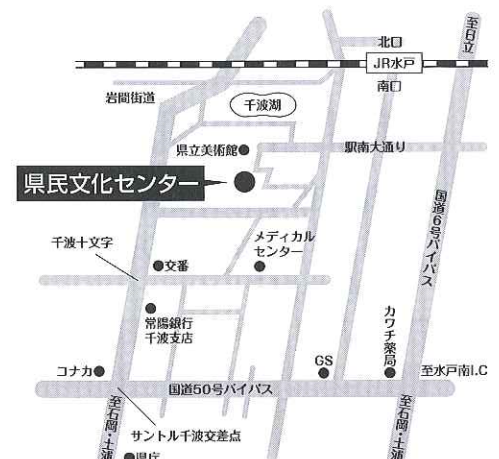 北口
JR水戸
南口
至日立
岩間街道
千波湖
県立美術館
駅南大通り
県民文化センター
国道6号バイパス
千波十文字
メディカル
センター
交番
常陽銀行
千波支店
カワチ薬局
コナカ
GS
至水戸南I.C
国道50号バイパス
至石岡・土浦
サントル千波交差点
至石岡・土浦
県庁